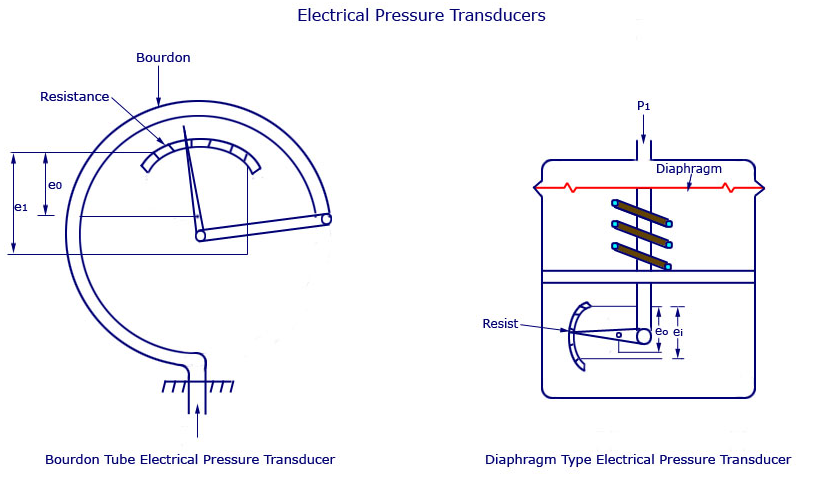 Electrical Pressure Transducers
Bourdon
Resistance
e0
e1
P1
Diaphragm
Resist
eo
ei
Bourdon Tube Electrical Pressure Transducer
Diaphragm Type Electrical Pressure Transducer